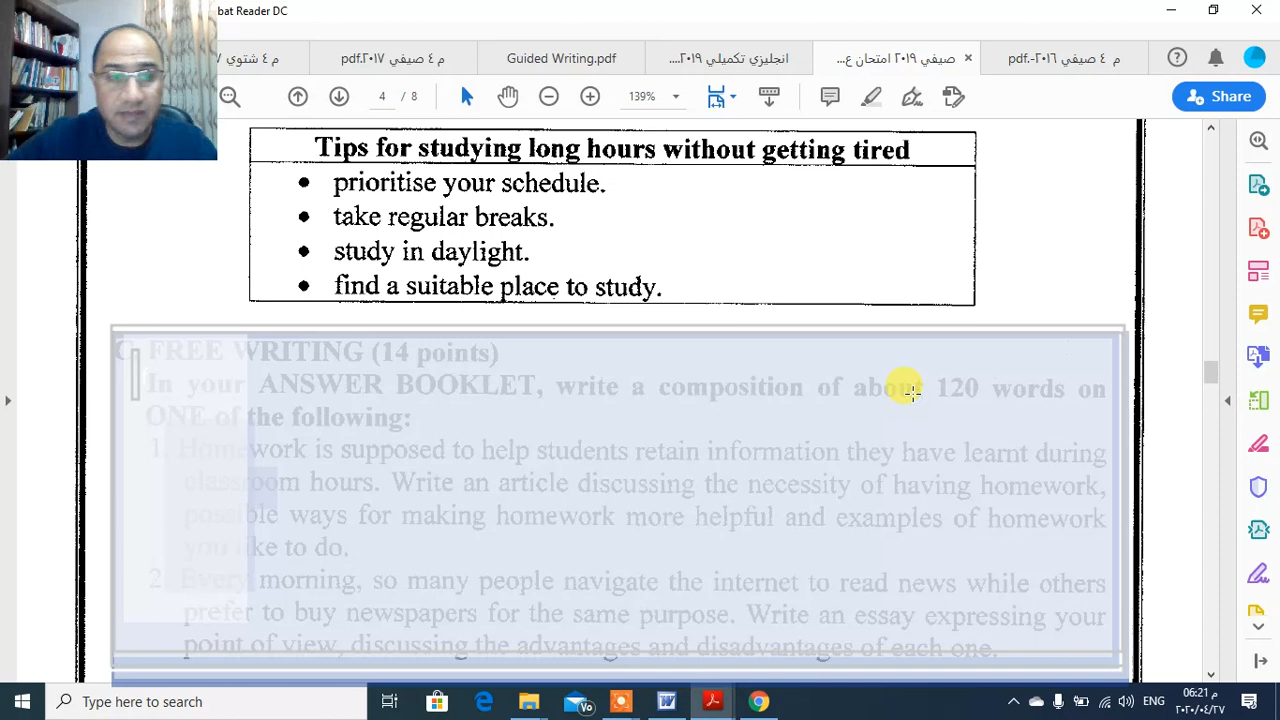 bat Reader DC
م ٤ شتوي ٧
م ٤ صيفي ٢٠١٧.pdf
Guided Writing.pdf
انجليزي تكميلي ٢٠١٩...
صيفي ٢٠١٩ امتحان ع...
م ٤ صيفي ٢٠١٦-.pdf
4 / 8
139%
Share
Tips for studying long hours without getting tired
• prioritise your schedule.
• take regular breaks.
• study in daylight.
• find a suitable place to study.
C. FREE WRITING (14 points)
In your ANSWER BOOKLET, write a composition of about 120 words on
ONE of the following:
1. Homework is supposed to help students retain information they have learnt during
classroom hours. Write an article discussing the necessity of having homework,
possible ways for making homework more helpful and examples of homework
you like to do.
2. Every morning, so many people navigate the internet to read news while others
prefer to buy newspapers for the same purpose. Write an essay expressing your
point of view, discussing the advantages and disadvantages of each one.
Type here to search
Vo
W
ENG
06:21 م
٢٠٢٠/٠٤/٢٧